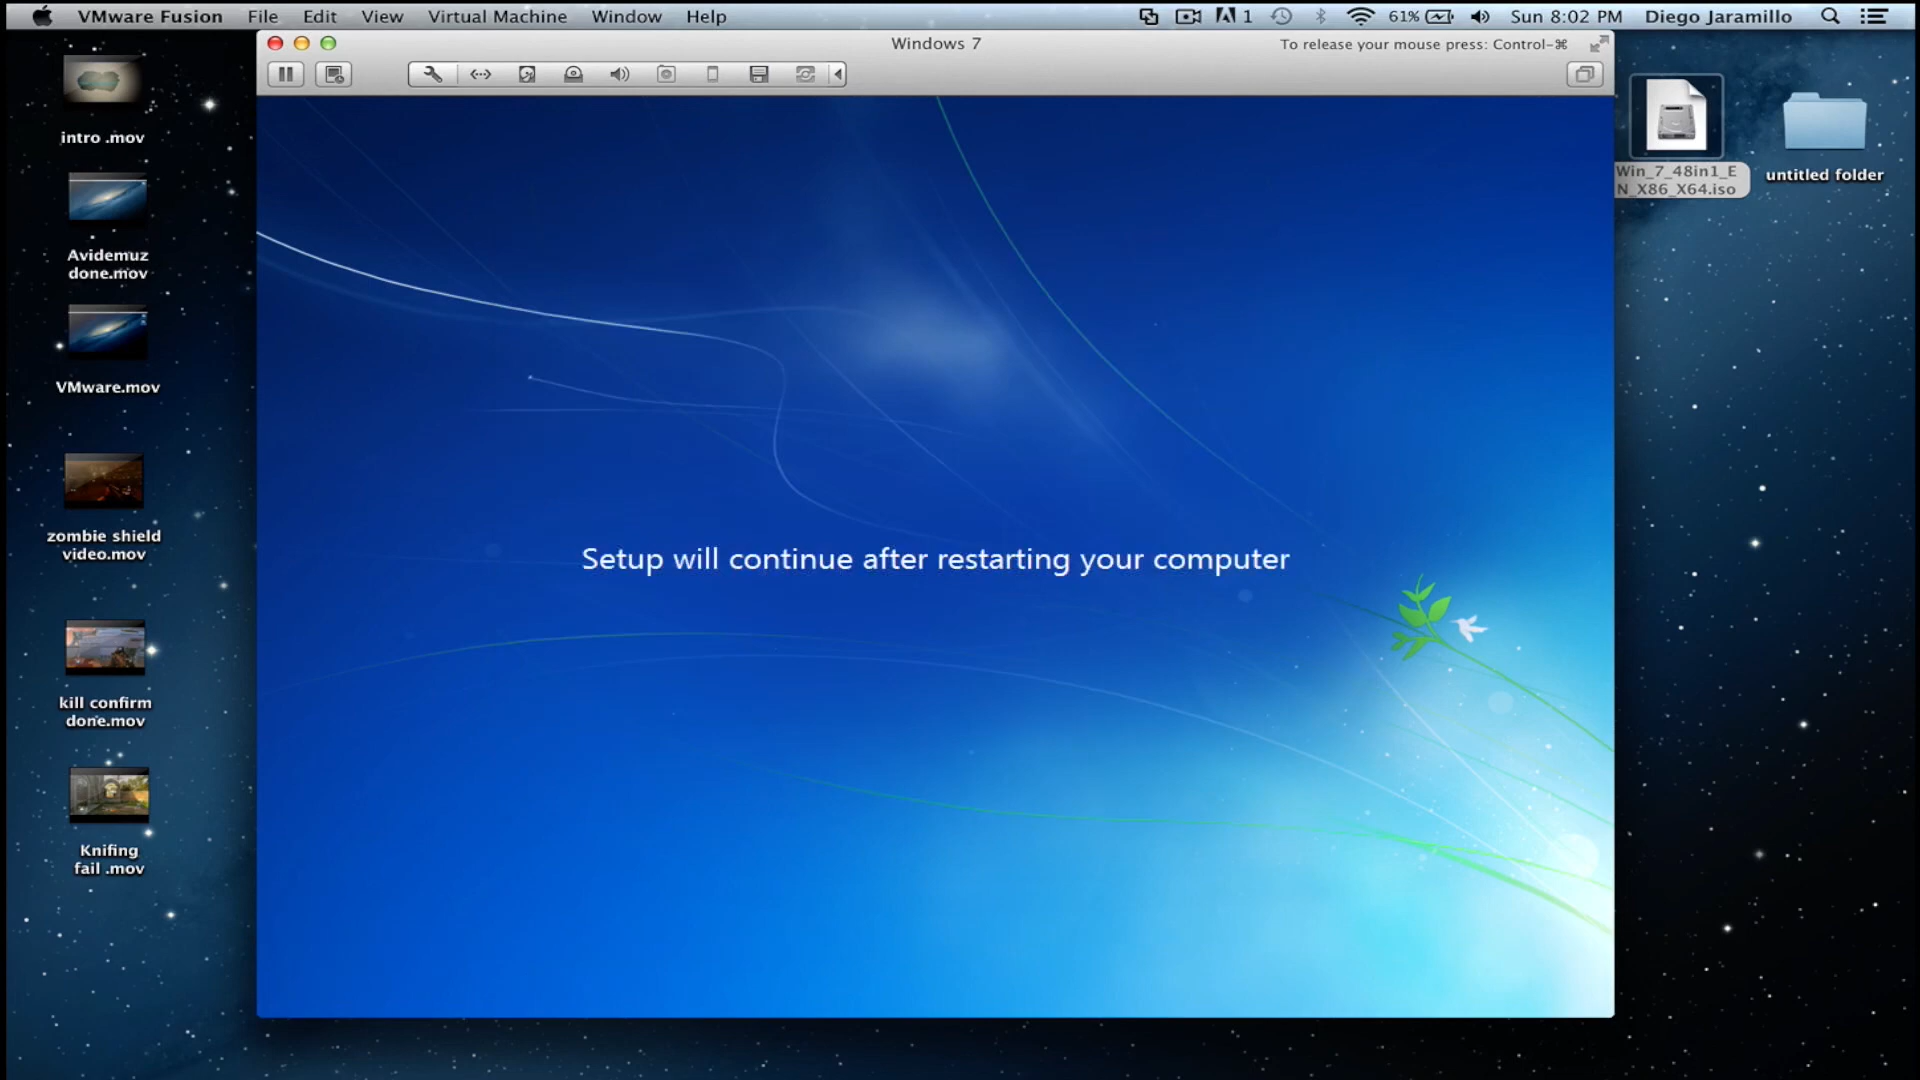 VMware Fusion File Edit View Virtual Machine Window Help 1 61% Sun 8:02 PM Diego Jaramillo
Windows 7
To release your mouse press: Control-⌘
intro .mov
Avidemuz
done.mov
VMware.mov
zombie shield
video.mov
kill confirm
done.mov
Knifing
fail .mov
Setup will continue after restarting your computer
Win_7_48in1_E
N_X86_X64.iso
untitled folder